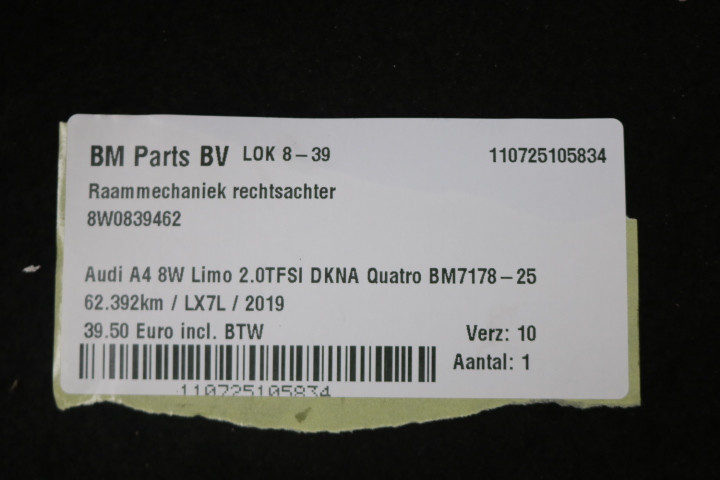 BM Parts BV LOK 8-39 110725105834
Raammechaniek rechtsachter
8W0839462
Audi A4 8W Limo 2.0TFSI DKNA Quatro BM7178-25
62.392km / LX7L / 2019
39.50 Euro incl. BTW Verz: 10
Aantal: 1
110725105834